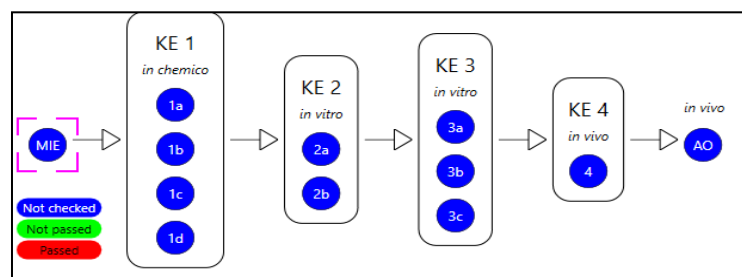 KE 1
in chemico
1a
1b
1c
1d
KE 2
in vitro
2a
2b
KE 3
in vitro
3a
3b
3c
KE 4
in vivo
4
in vivo
AO
MIE
Not checked
Not passed
Passed